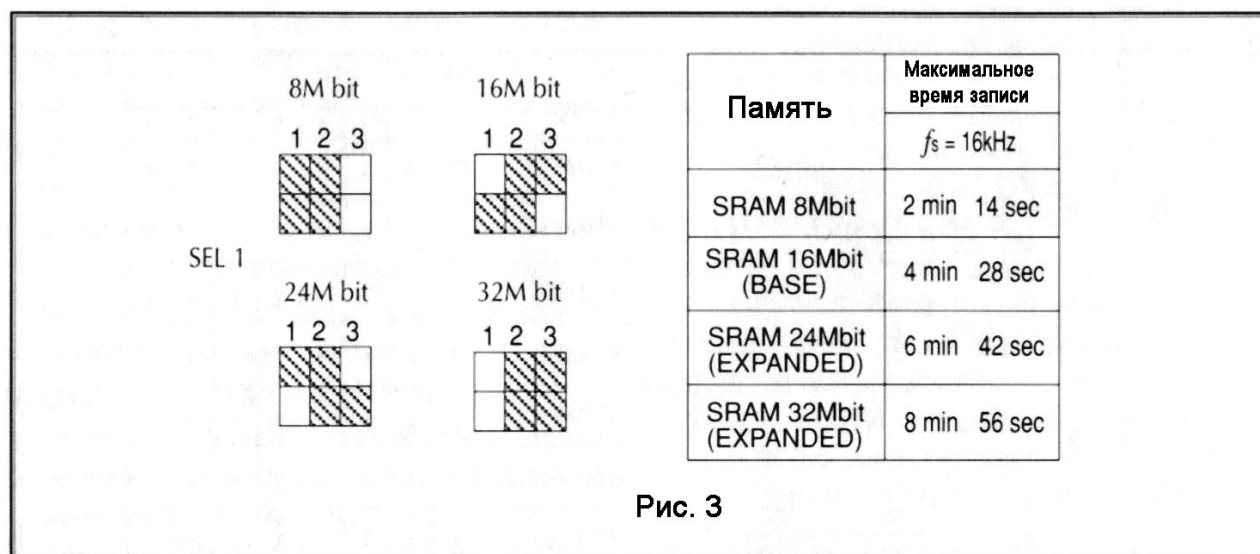 8M bit
1 2 3
16M bit
1 2 3
SEL 1
24M bit
1 2 3
32M bit
1 2 3
Память
Максимальное
время записи
fs = 16kHz
SRAM 8Mbit
2 min 14 sec
SRAM 16Mbit
(BASE)
4 min 28 sec
SRAM 24Mbit
(EXPANDED)
6 min 42 sec
SRAM 32Mbit
(EXPANDED)
8 min 56 sec
Рис. 3